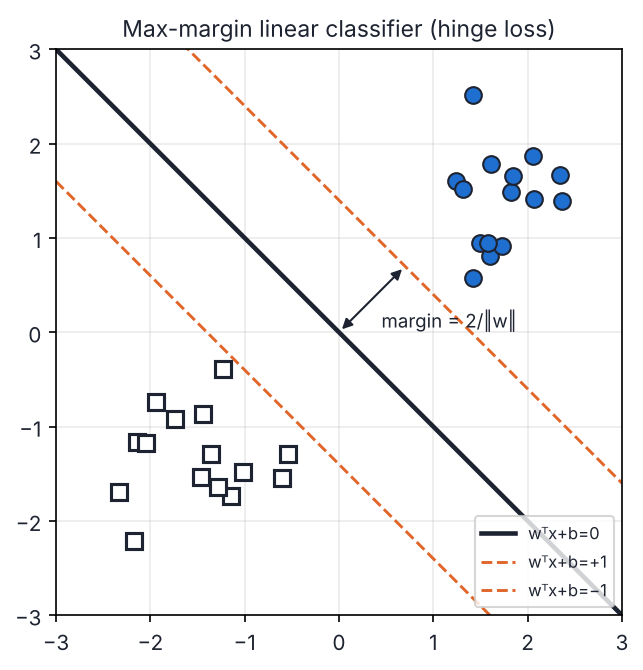 Max-margin linear classifier (hinge loss)
3
2
1
0
−1
−2
−3
margin = 2/‖w‖
wᵀx+b=0
wᵀx+b=+1
wᵀx+b=−1
−3 −2 −1 0 1 2 3